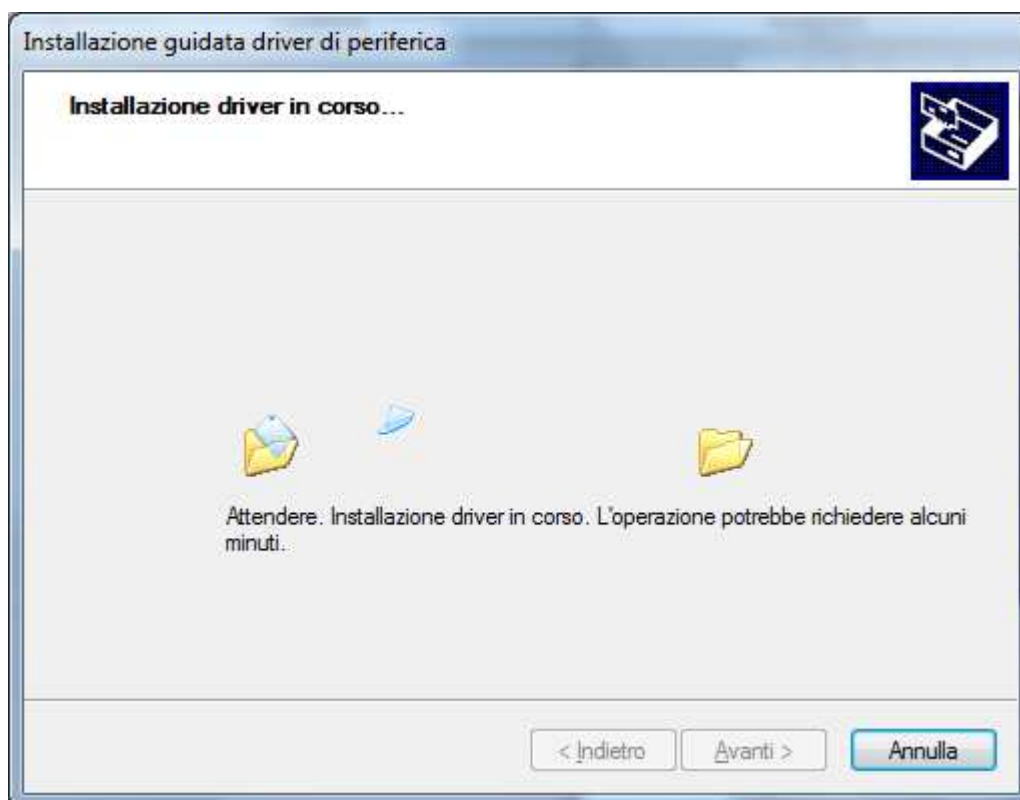 Installazione guidata driver di periferica
Installazione driver in corso...
Attendere. Installazione driver in corso. L'operazione potrebbe richiedere alcuni
minuti.
< Indietro
Avanti >
Annulla